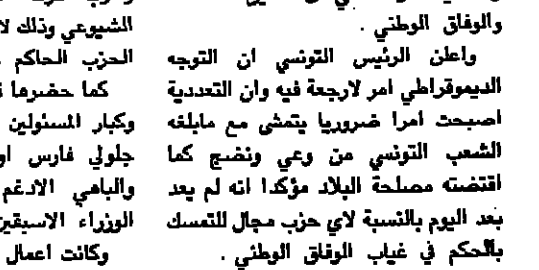 والوفاق الوطني .
واعلن الرئيس التونسي ان التوجه
الديموقراطي امر لارجعة فيه وان التعددية
اصبحت امرا ضروريا يتمشى مع مابلغه
الشعب التونسي من وعي ونضج كما
اقتضته مصلحة البلاد مؤكدا انه لم يعد
بعد اليوم بالنسبة لاي حزب مجال للتمسك
بالحكم في غياب الوفاق الوطني .
الشيوعي وذلك
الحزب الحاكم
كما حضرها
وكبار المسئولين
جلولي فارس
والباهي الادغم
الوزراء الاسبقين
وكانت اعمال